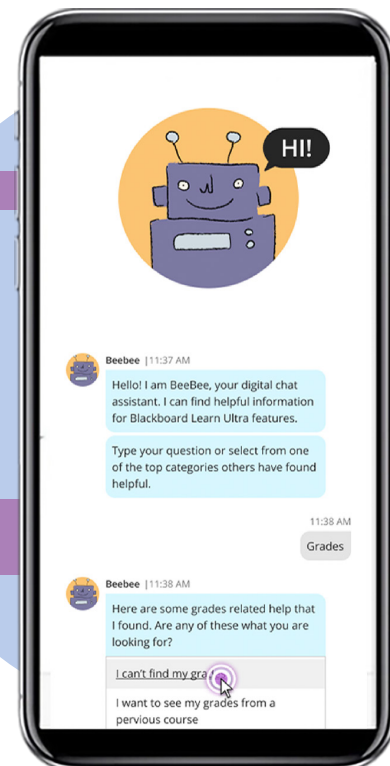 HI!
Beebee |11:37 AM
Hello! I am BeeBee, your digital chat
assistant. I can find helpful information
for Blackboard Learn Ultra features.
Type your question or select from one
of the top categories others have found
helpful.
11:38 AM
Grades
Beebee |11:38 AM
Here are some grades related help that
I found. Are any of these what you are
looking for?
I can't find my
I want to see my grades from a
pervious course